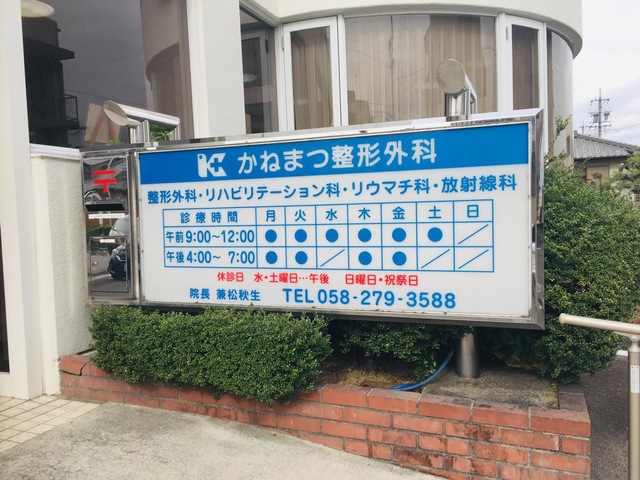 K かねまつ整形外科
整形外科・リハビリテーション科・リウマチ科・放射線科
診療時間 月 火 水 木 金 土 日
午前 9:00～12:00 ● ● ● ● ● ● ／
午後 4:00～ 7:00 ● ● ／ ● ● ／ ／
休診日 水・土曜日…午後 日曜日・祝祭日
院長 兼松秋生 TEL 058-279-3588
〒